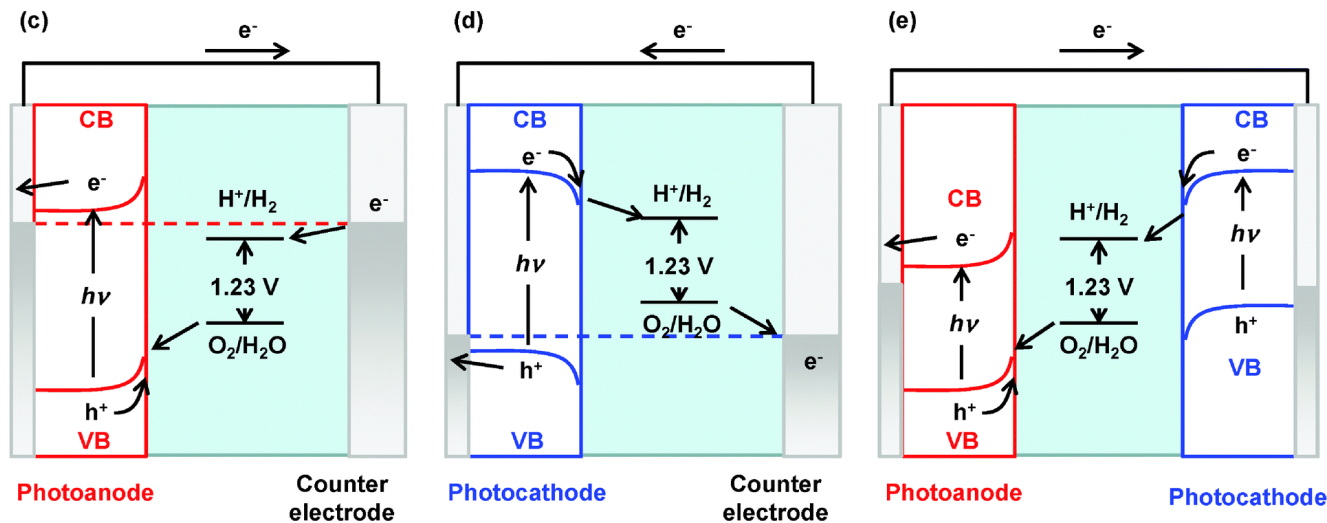 (c)
e⁻
CB
e⁻
H⁺/H₂
e⁻
hν
1.23 V
O₂/H₂O
h⁺
VB
Photoanode
Counter
electrode
(d)
e⁻
CB
e⁻
H⁺/H₂
hν
1.23 V
O₂/H₂O
h⁺
e⁻
VB
Photocathode
Counter
electrode
(e)
e⁻
CB
e⁻
CB
H⁺/H₂
e⁻
hν
1.23 V
hν
O₂/H₂O
h⁺
h⁺
VB
VB
Photoanode
Photocathode